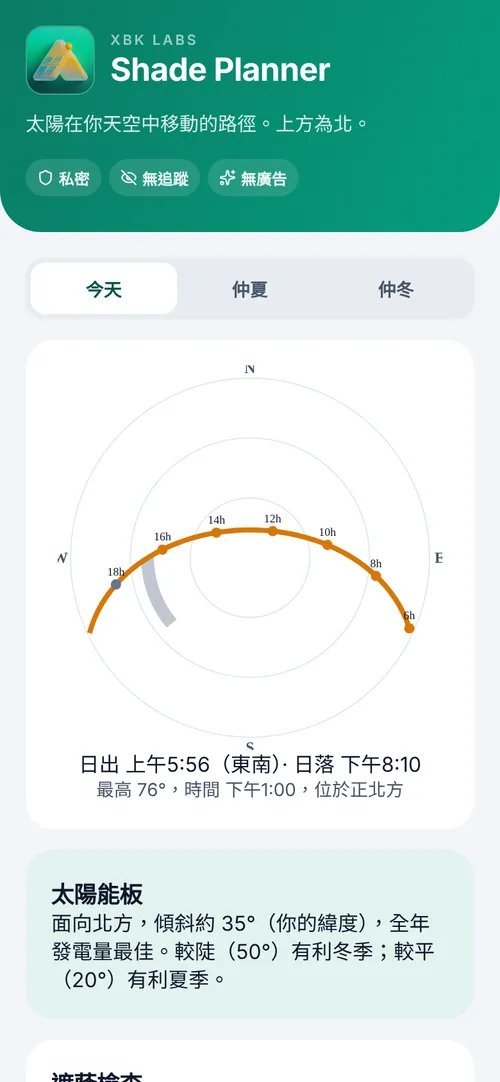 XBK LABS
Shade Planner
太陽在你天空中移動的路徑。上方為北。
私密
無追蹤
無廣告
今天
仲夏
仲冬
N
14h
12h
16h
10h
W
E
8h
18h
6h
S
日出 上午5:56（東南）· 日落 下午8:10
最高 76°，時間 下午1:00，位於正北方
太陽能板
面向北方，傾斜約 35°（你的緯度），全年
發電量最佳。較陡（50°）有利冬季；較平
（20°）有利夏季。
遮蔭檢查